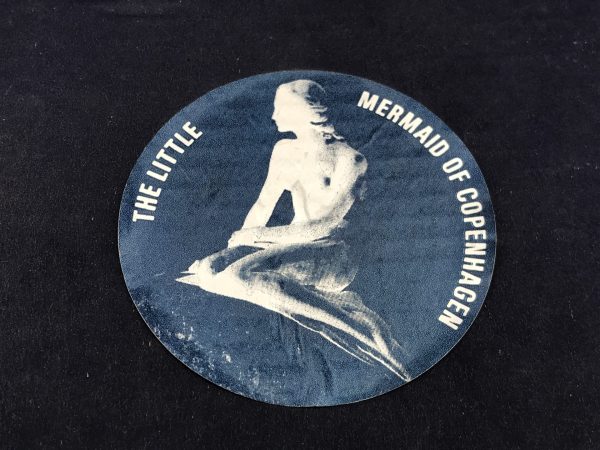 THE LITTLE
MERMAID OF COPENHAGEN